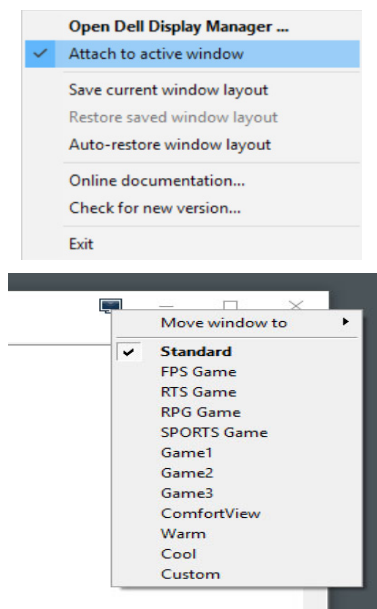 Open Dell Display Manager ...
Attach to active window
Save current window layout
Restore saved window layout
Auto-restore window layout
Online documentation...
Check for new version...
Exit
Move window to
Standard
FPS Game
RTS Game
RPG Game
SPORTS Game
Game1
Game2
Game3
ComfortView
Warm
Cool
Custom